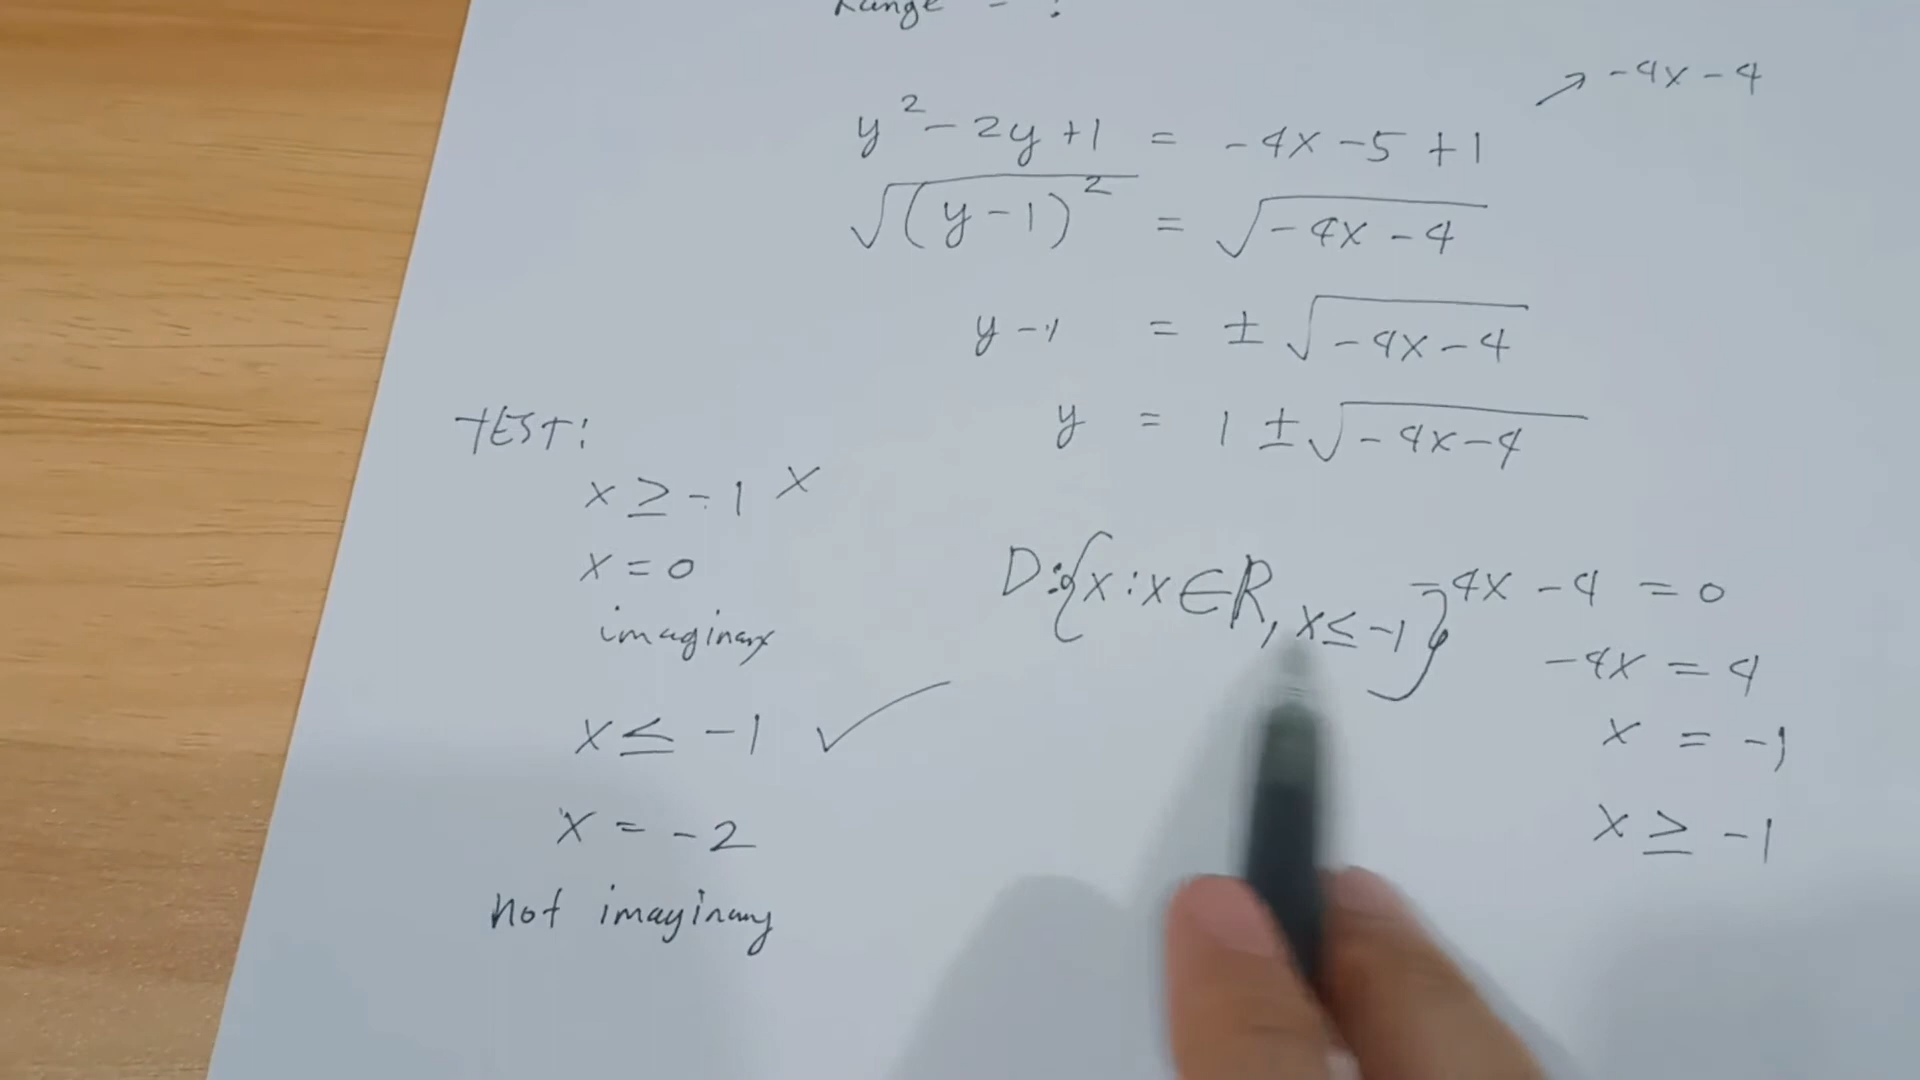 Range = ?
→ -4x - 4
y² - 2y + 1 = -4x - 5 + 1
√(y - 1)² = √-4x - 4
y - 1 = ± √-4x - 4
y = 1 ± √-4x - 4
TEST:
x ≥ -1 X
x = 0
imaginary
x ≤ -1 ✓
x = -2
not imaginary
D:{x : x ∈ R, x ≤ -1}
-4x - 4 = 0
-4x = 4
x = -1
x ≥ -1